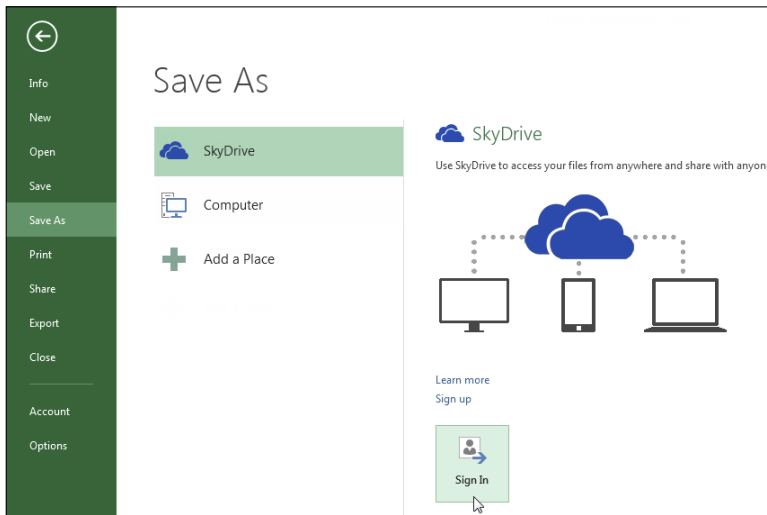 Info
New
Open
Save
Save As
Print
Share
Export
Close
Account
Options
Save As
SkyDrive
Computer
Add a Place
SkyDrive
Use SkyDrive to access your files from anywhere and share with anyon
Learn more
Sign up
Sign In